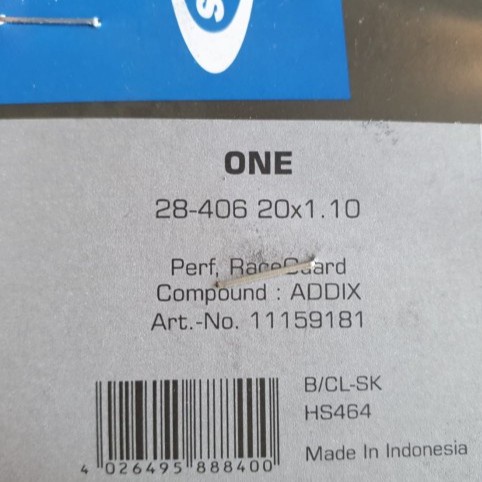 S
ONE
28-406 20x1.10
Perf, RaceGuard
Compound : ADDIX
Art.-No. 11159181
B/CL-SK
HS464
Made In Indonesia
4 026495 888400